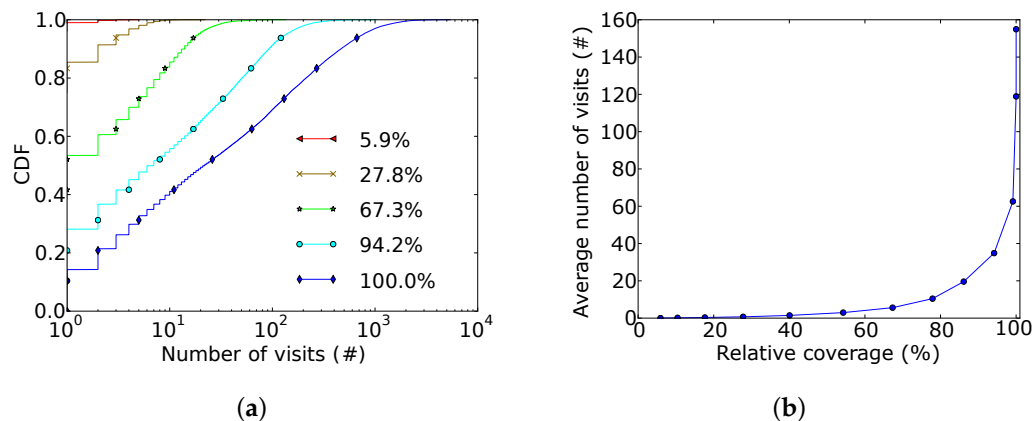 1.0
0.8
0.6
0.4
0.2
0.0
CDF
10^0 10^1 10^2 10^3 10^4
Number of visits (#)
5.9%
27.8%
67.3%
94.2%
100.0%
(a)
160
140
120
100
80
60
40
20
0
Average number of visits (#)
0 20 40 60 80 100
Relative coverage (%)
(b)